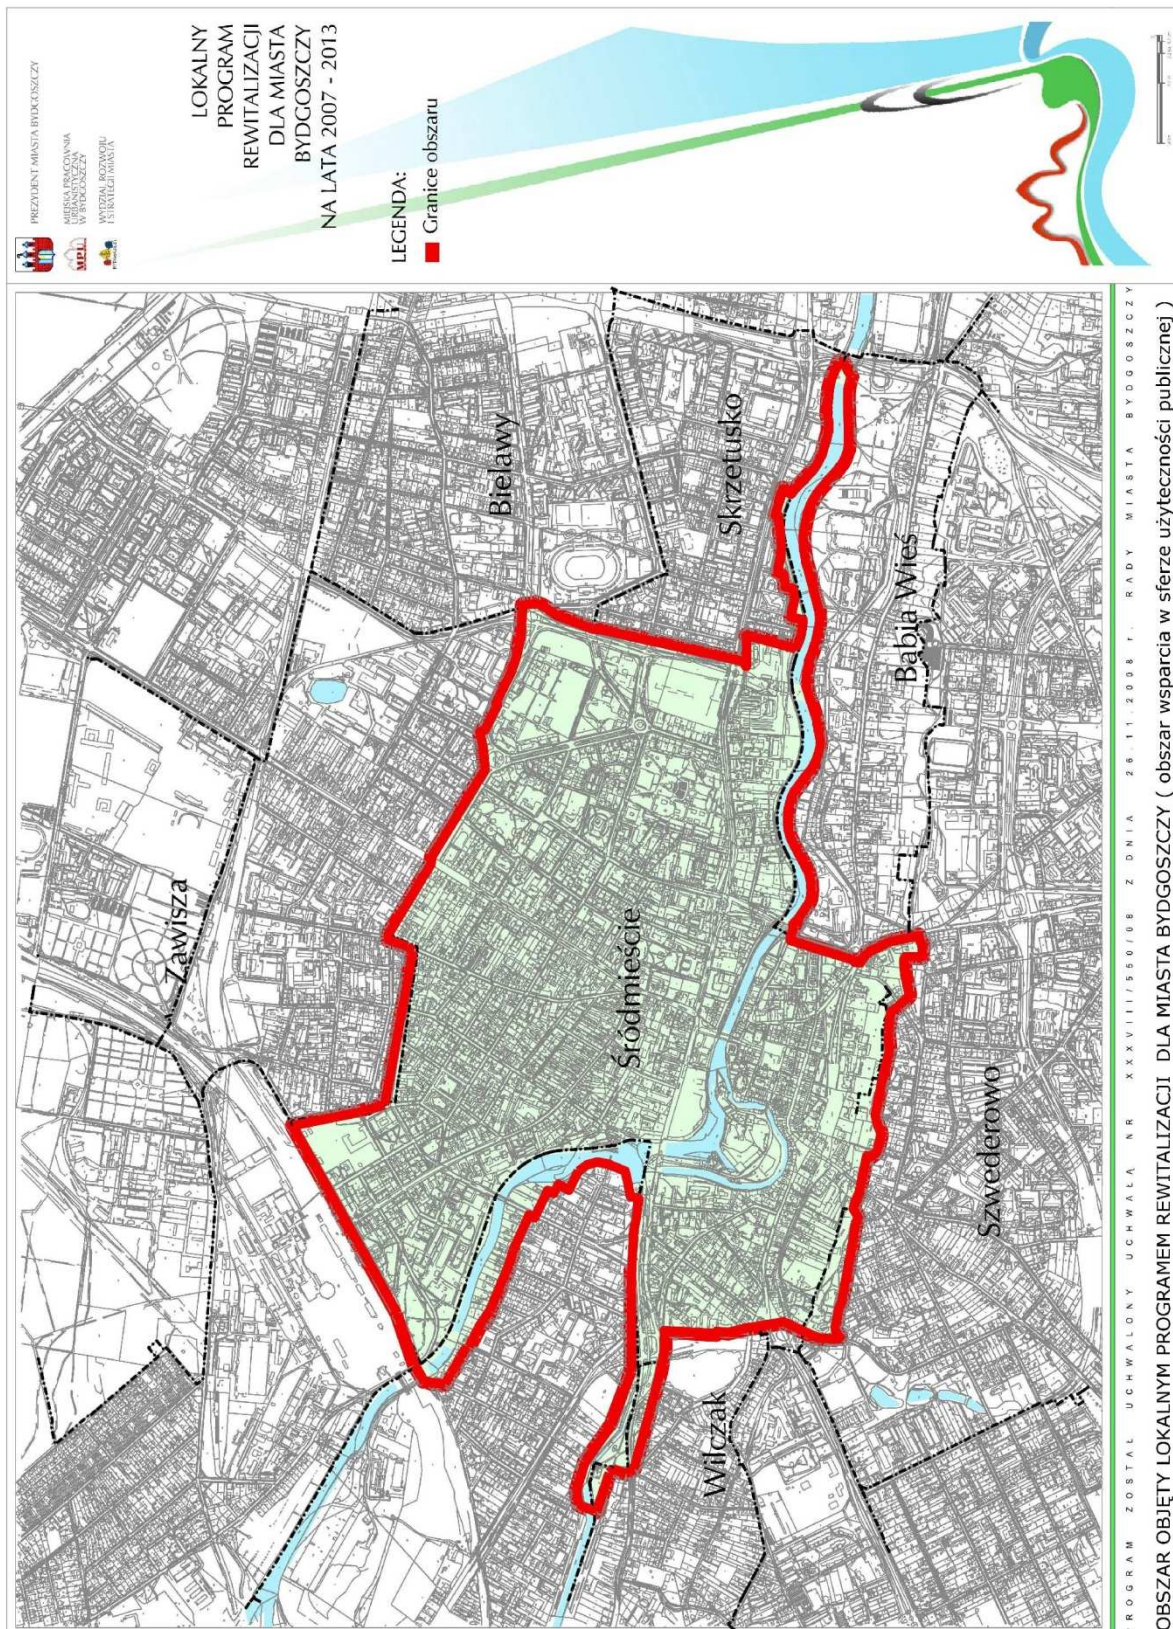 PREZYDENT MIASTA BYDGOSZCZY
MPU
MIEJSKA PRACOWNIA
URBANISTYCZNA
W BYDGOSZCZY
WYDZIAŁ ROZWOJU
I STRATEGII MIASTA
LOKALNY
PROGRAM
REWITALIZACJI
DLA MIASTA
BYDGOSZCZY
NA LATA 2007 - 2013
LEGENDA:
Granice obszaru
Zawisza
Bielawy
Skrzetusko
Śródmieście
Babia Wieś
Wilczak
Szwederowo
PROGRAM ZOSTAŁ UCHWALONY UCHWAŁĄ NR XXXVIII/550/08 Z DNIA 26.11.2008 r. RADY MIASTA BYDGOSZCZY
OBSZAR OBJĘTY LOKALNYM PROGRAMEM REWITALIZACJI DLA MIASTA BYDGOSZCZY ( obszar wsparcia w sferze użyteczności publicznej )